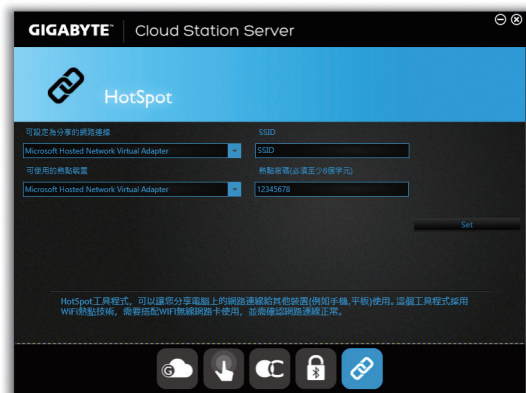 GIGABYTE™ Cloud Station Server
HotSpot
可設定為分享的網路連線
SSID
Microsoft Hosted Network Virtual Adapter
SSID
可使用的熱點裝置
熱點密碼(必須至少8個字元)
Microsoft Hosted Network Virtual Adapter
12345678
Set
HotSpot工具程式，可以讓您分享電腦上的網路連線給其他裝置(例如手機,平板)使用。這個工具程式採用
WiFi熱點技術，需要搭配WIFI無線網路卡使用，並需確認網路連線正常。
G